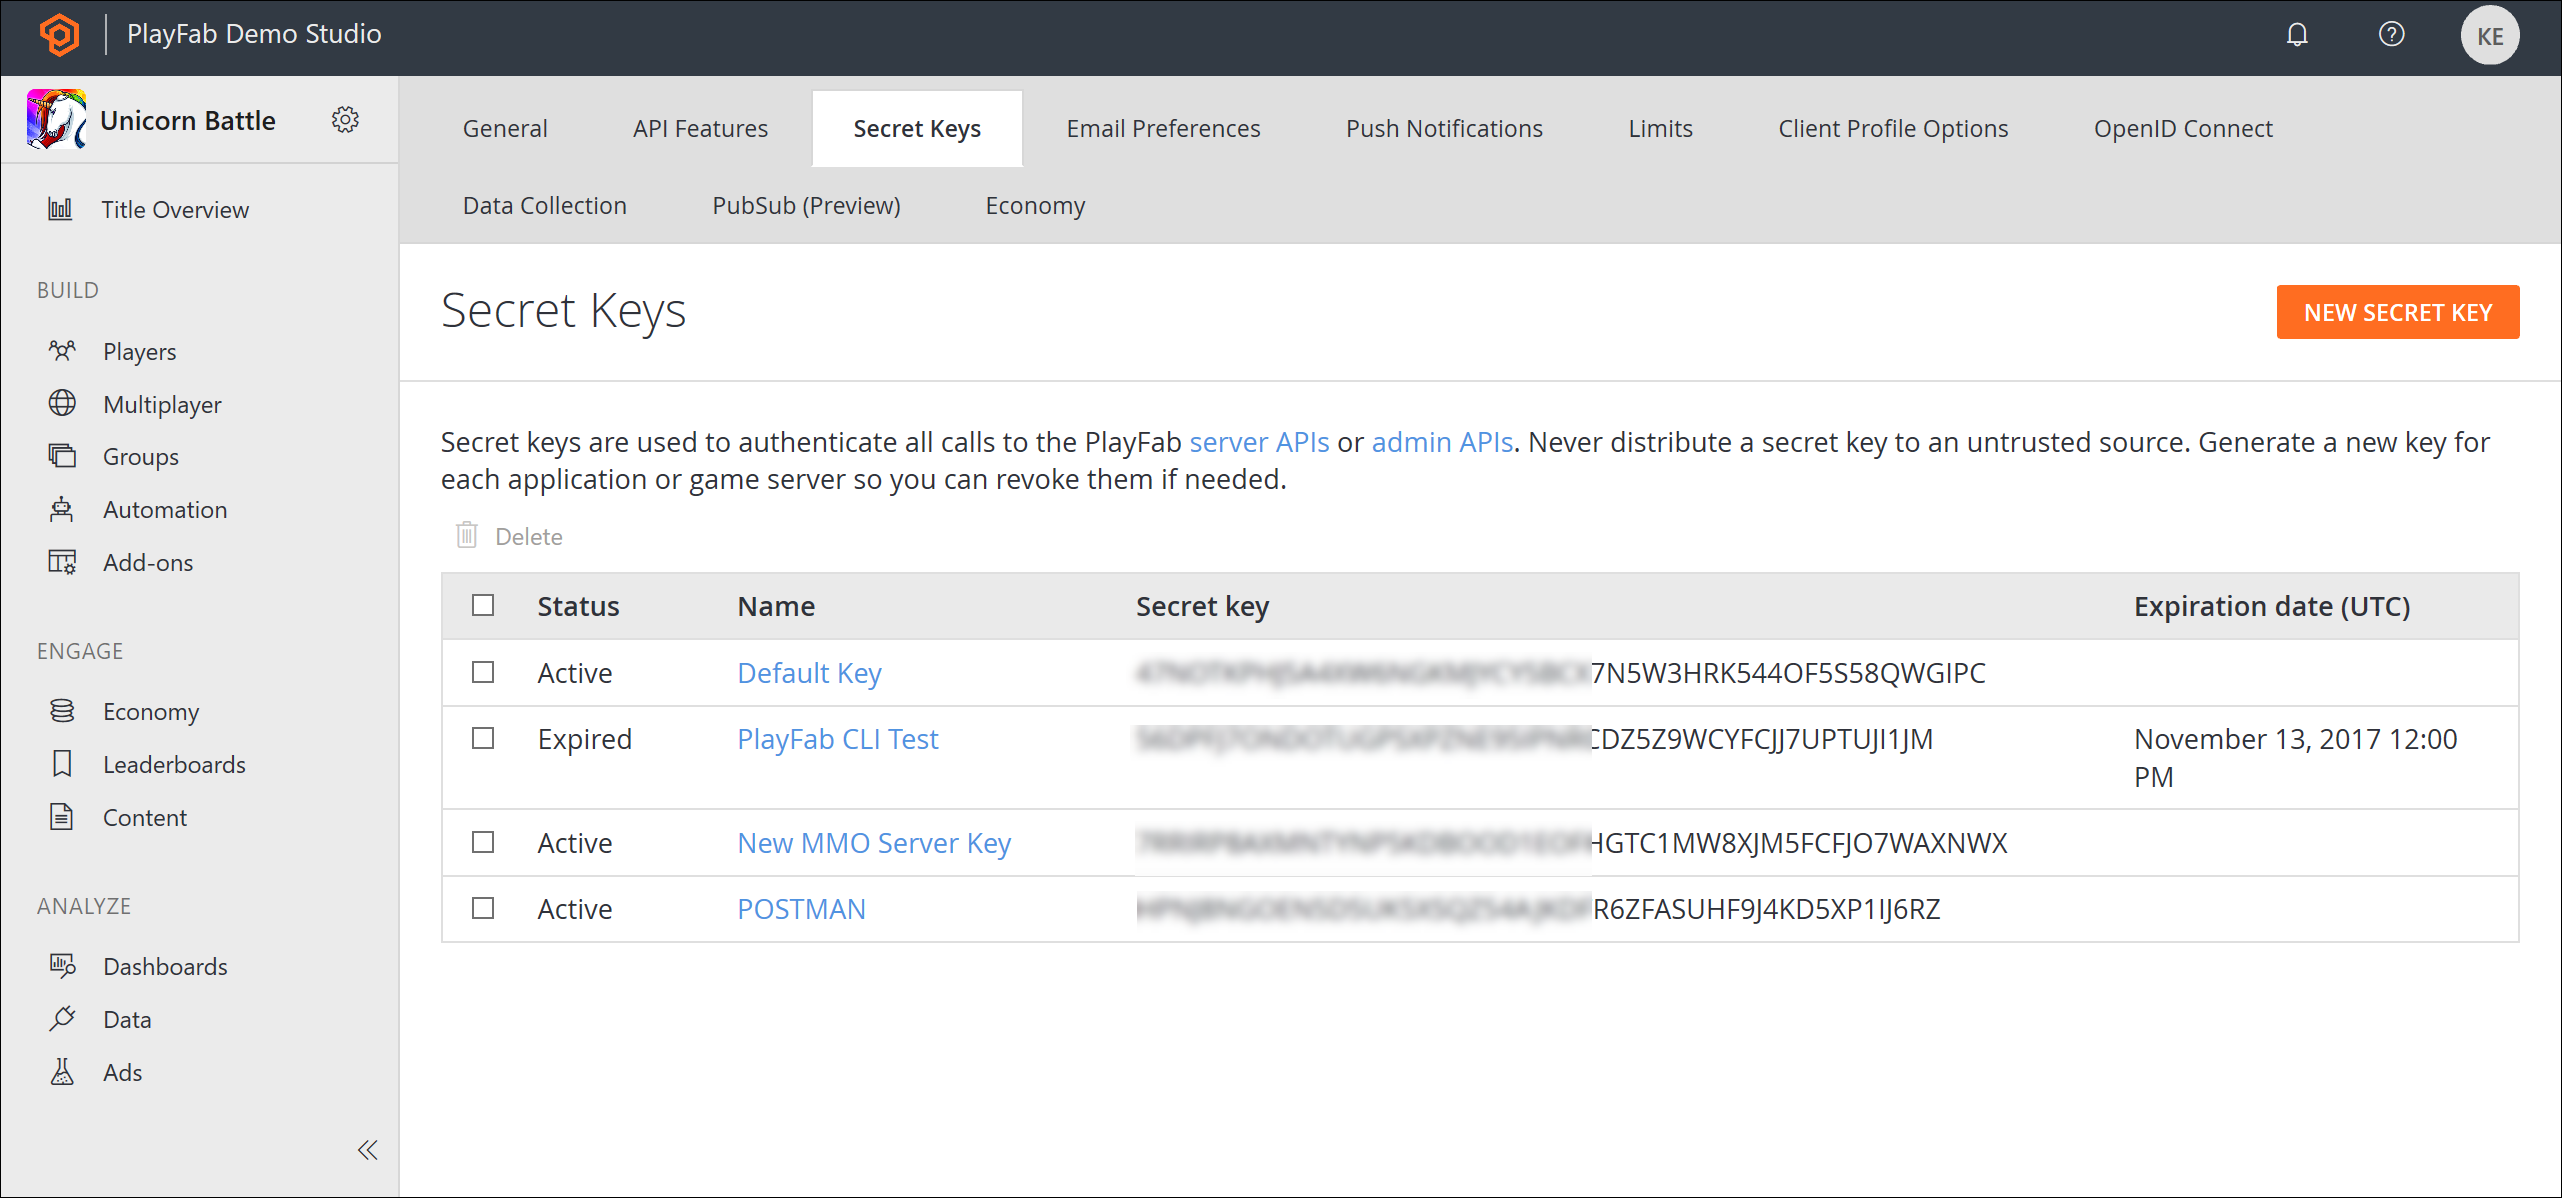 PlayFab Demo Studio
KE
Unicorn Battle
General
API Features
Secret Keys
Email Preferences
Push Notifications
Limits
Client Profile Options
OpenID Connect
Data Collection
PubSub (Preview)
Economy
Title Overview
BUILD
Players
Multiplayer
Groups
Automation
Add-ons
ENGAGE
Economy
Leaderboards
Content
ANALYZE
Dashboards
Data
Ads
Secret Keys
NEW SECRET KEY
Secret keys are used to authenticate all calls to the PlayFab server APIs or admin APIs. Never distribute a secret key to an untrusted source. Generate a new key for
each application or game server so you can revoke them if needed.
Delete
Status Name Secret key Expiration date (UTC)
Active Default Key 7N5W3HRK544OF5S58QWGIPC
Expired PlayFab CLI Test CDZ5Z9WCYFCJJ7UPTUJI1JM November 13, 2017 12:00
PM
Active New MMO Server Key HGTC1MW8XJM5FCFJO7WAXNWX
Active POSTMAN R6ZFASUHF9J4KD5XP1IJ6RZ